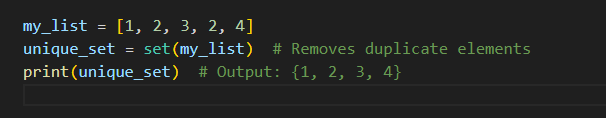 my_list = [1, 2, 3, 2, 4]
unique_set = set(my_list)  # Removes duplicate elements
print(unique_set)  # Output: {1, 2, 3, 4}